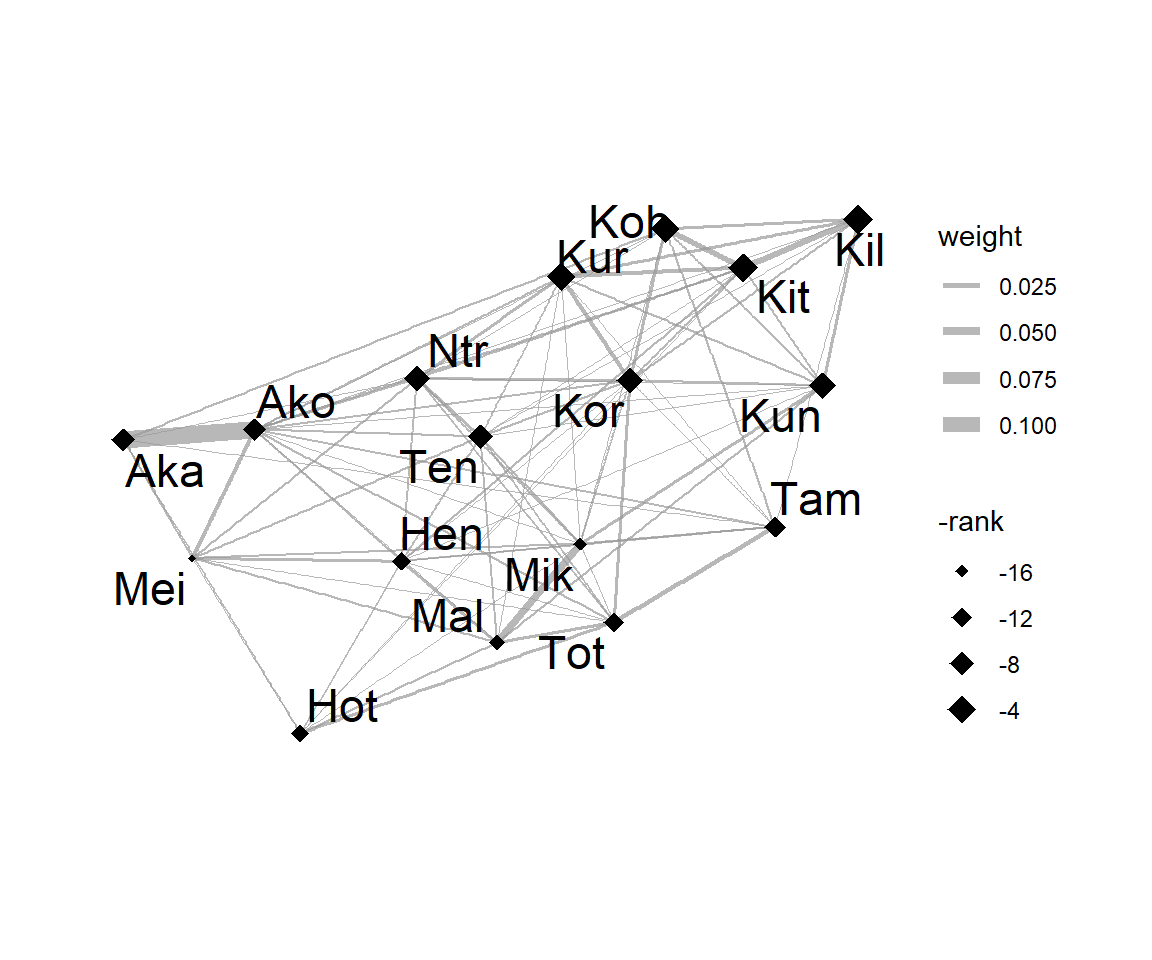 Kob
Kur
Kil
Kit
Ntr
Ako
Kor
Kun
Aka
Ten
Tam
Hen
Mik
Mei
Mal
Tot
Hot
weight
0.025
0.050
0.075
0.100
-rank
-16
-12
-8
-4